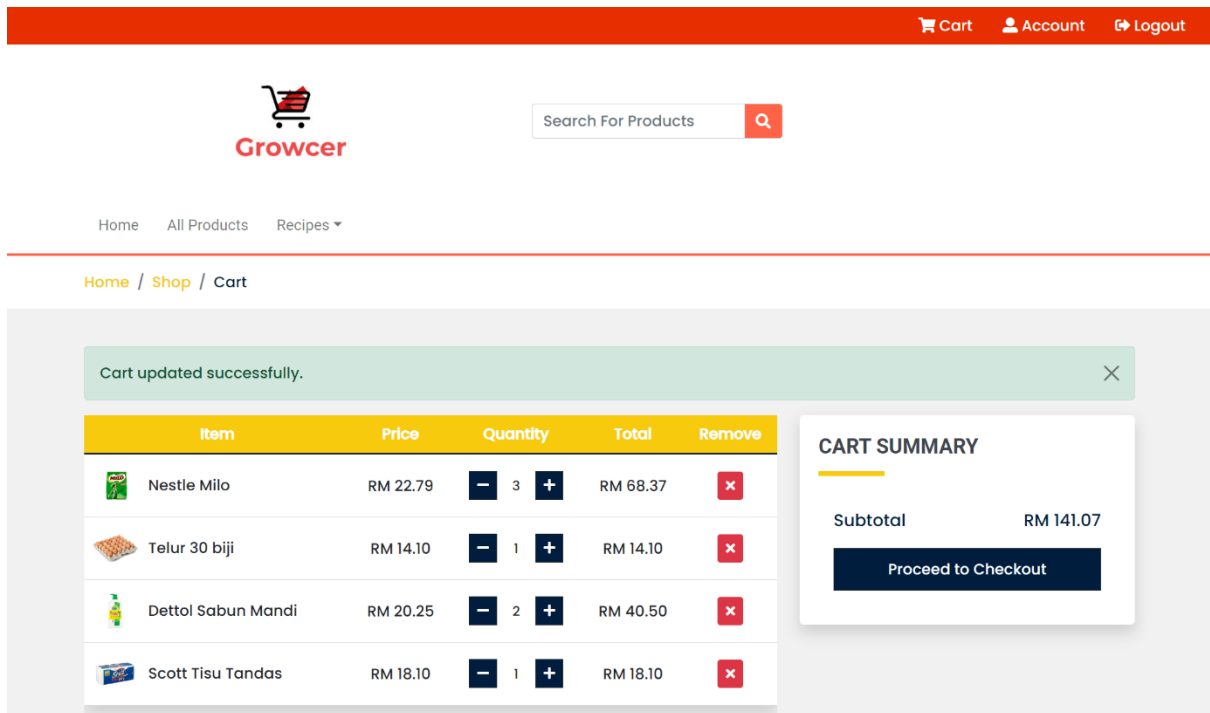 Cart Account Logout
Growcer
Search For Products
Home All Products Recipes
Home / Shop / Cart
Cart updated successfully.
Item Price Quantity Total Remove
Nestle Milo RM 22.79 3 RM 68.37
Telur 30 biji RM 14.10 1 RM 14.10
Dettol Sabun Mandi RM 20.25 2 RM 40.50
Scott Tisu Tandas RM 18.10 1 RM 18.10
CART SUMMARY
Subtotal RM 141.07
Proceed to Checkout